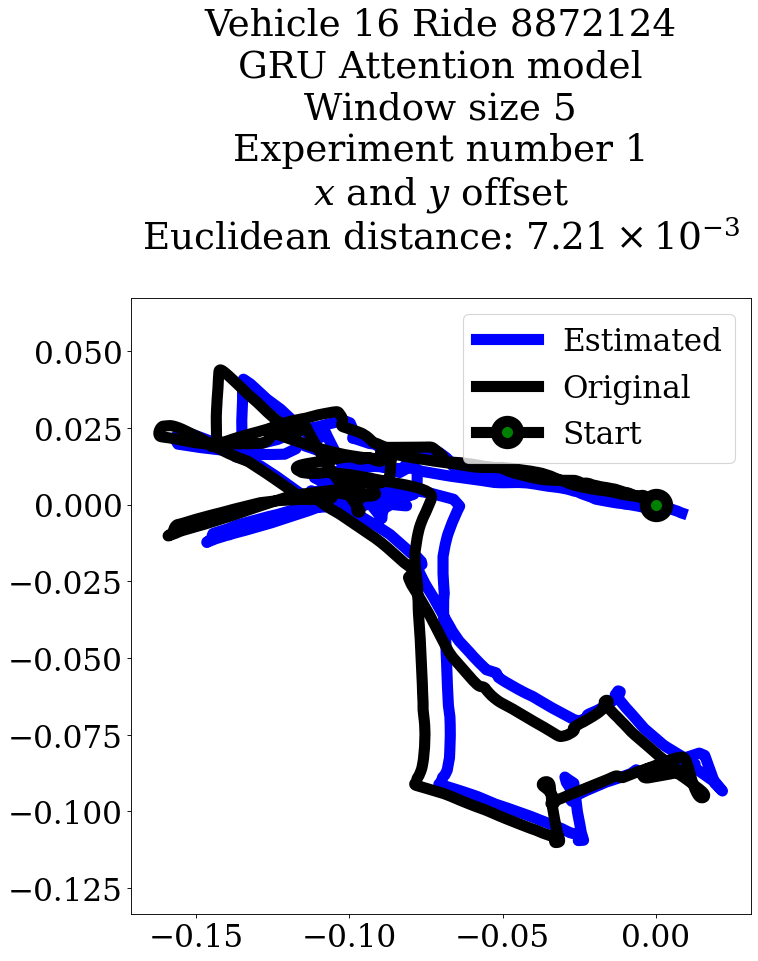 Vehicle 16 Ride 8872124
GRU Attention model
Window size 5
Experiment number 1
x and y offset
Euclidean distance: 7.21 × 10⁻³
Estimated
Original
Start
0.050
0.025
0.000
−0.025
−0.050
−0.075
−0.100
−0.125
−0.15
−0.10
−0.05
0.00